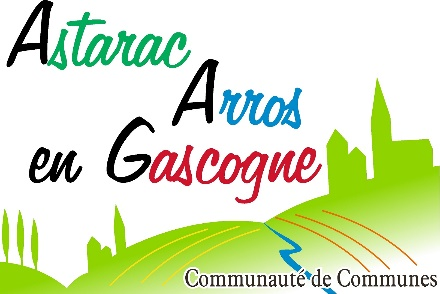 Astarac
Arros
en Gascogne
Communauté de Communes